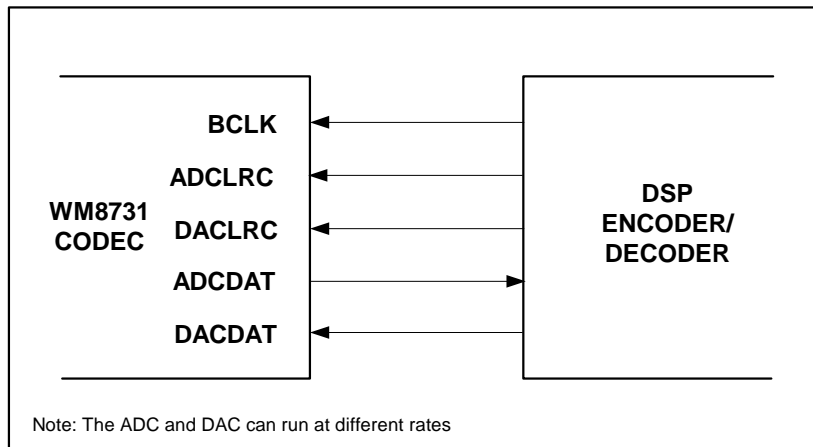 BCLK
ADCLRC
WM8731
CODEC
DACLRC
ADCDAT
DACDAT
DSP
ENCODER/
DECODER
Note: The ADC and DAC can run at different rates